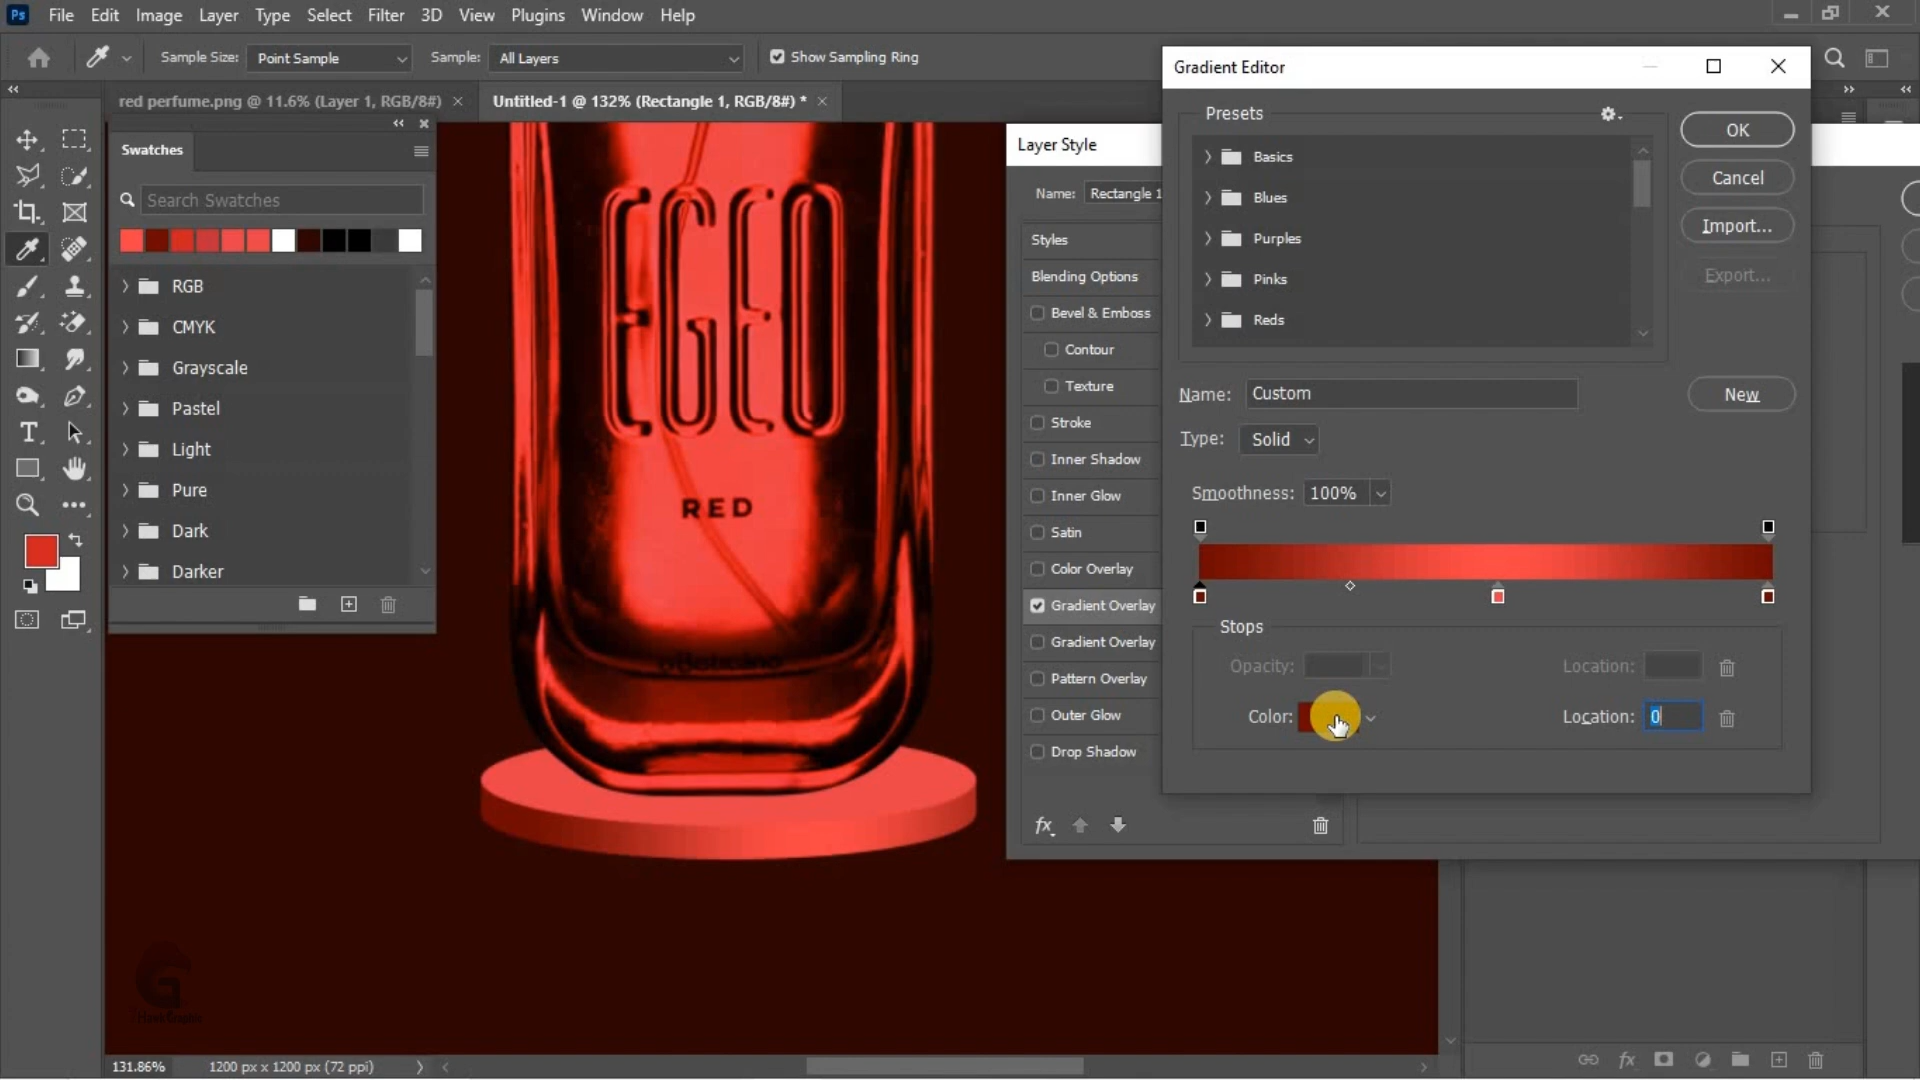 Ps File Edit Image Layer Type Select Filter 3D View Plugins Window Help
Sample Size: Point Sample Sample: All Layers Show Sampling Ring
red perfume.png @ 11.6% (Layer 1, RGB/8#) × Untitled-1 @ 132% (Rectangle 1, RGB/8#) * ×
Swatches
Search Swatches
RGB
CMYK
Grayscale
Pastel
Light
Pure
Dark
Darker
EGEO
RED
oBoticário
Layer Style
Name: Rectangle 1
Styles
Blending Options
Bevel & Emboss
Contour
Texture
Stroke
Inner Shadow
Inner Glow
Satin
Color Overlay
Gradient Overlay
Gradient Overlay
Pattern Overlay
Outer Glow
Drop Shadow
fx
Gradient Editor
Presets
Basics
Blues
Purples
Pinks
Reds
OK
Cancel
Import...
Export...
Name: Custom
New
Type: Solid
Smoothness: 100%
Stops
Opacity: Location:
Color: Location: 0
131.86% 1200 px x 1200 px (72 ppi)
fx